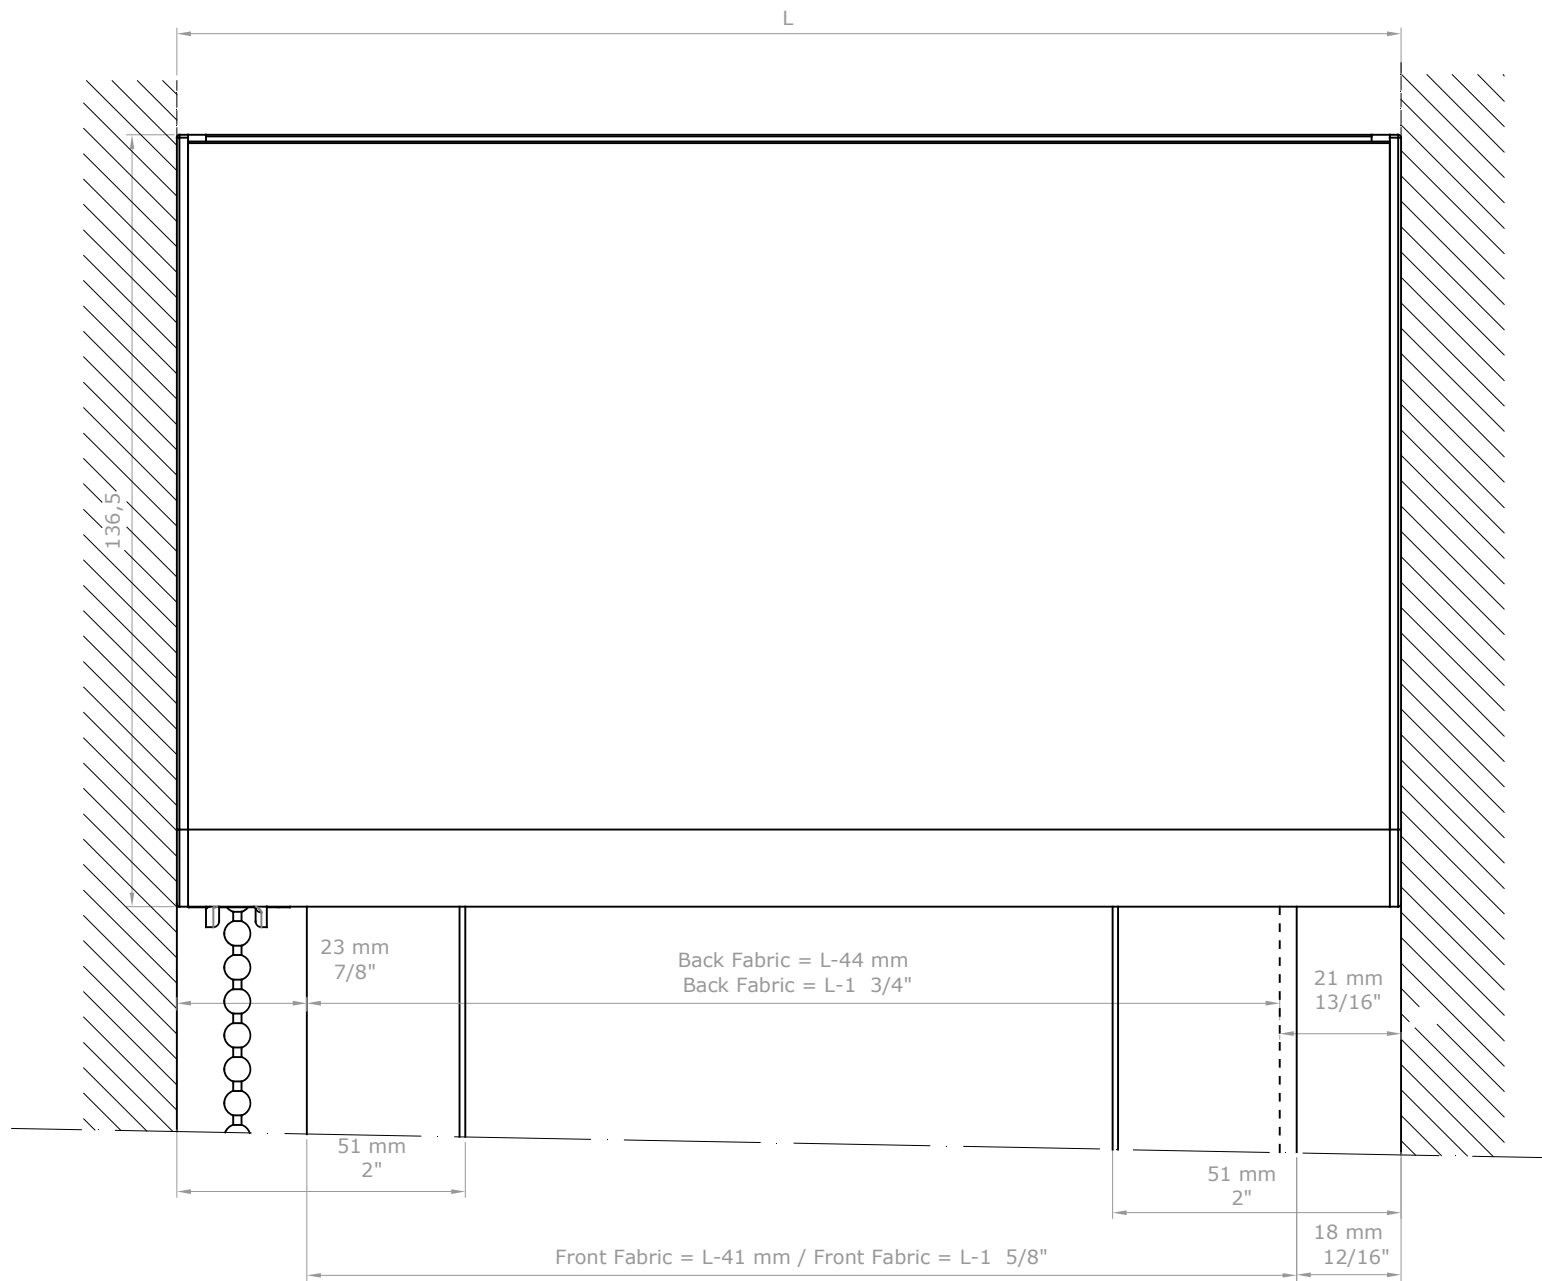 L
136,5
23 mm
7/8"
Back Fabric = L-44 mm
Back Fabric = L-1 3/4"
21 mm
13/16"
51 mm
2"
51 mm
2"
18 mm
12/16"
Front Fabric = L-41 mm / Front Fabric = L-1 5/8"